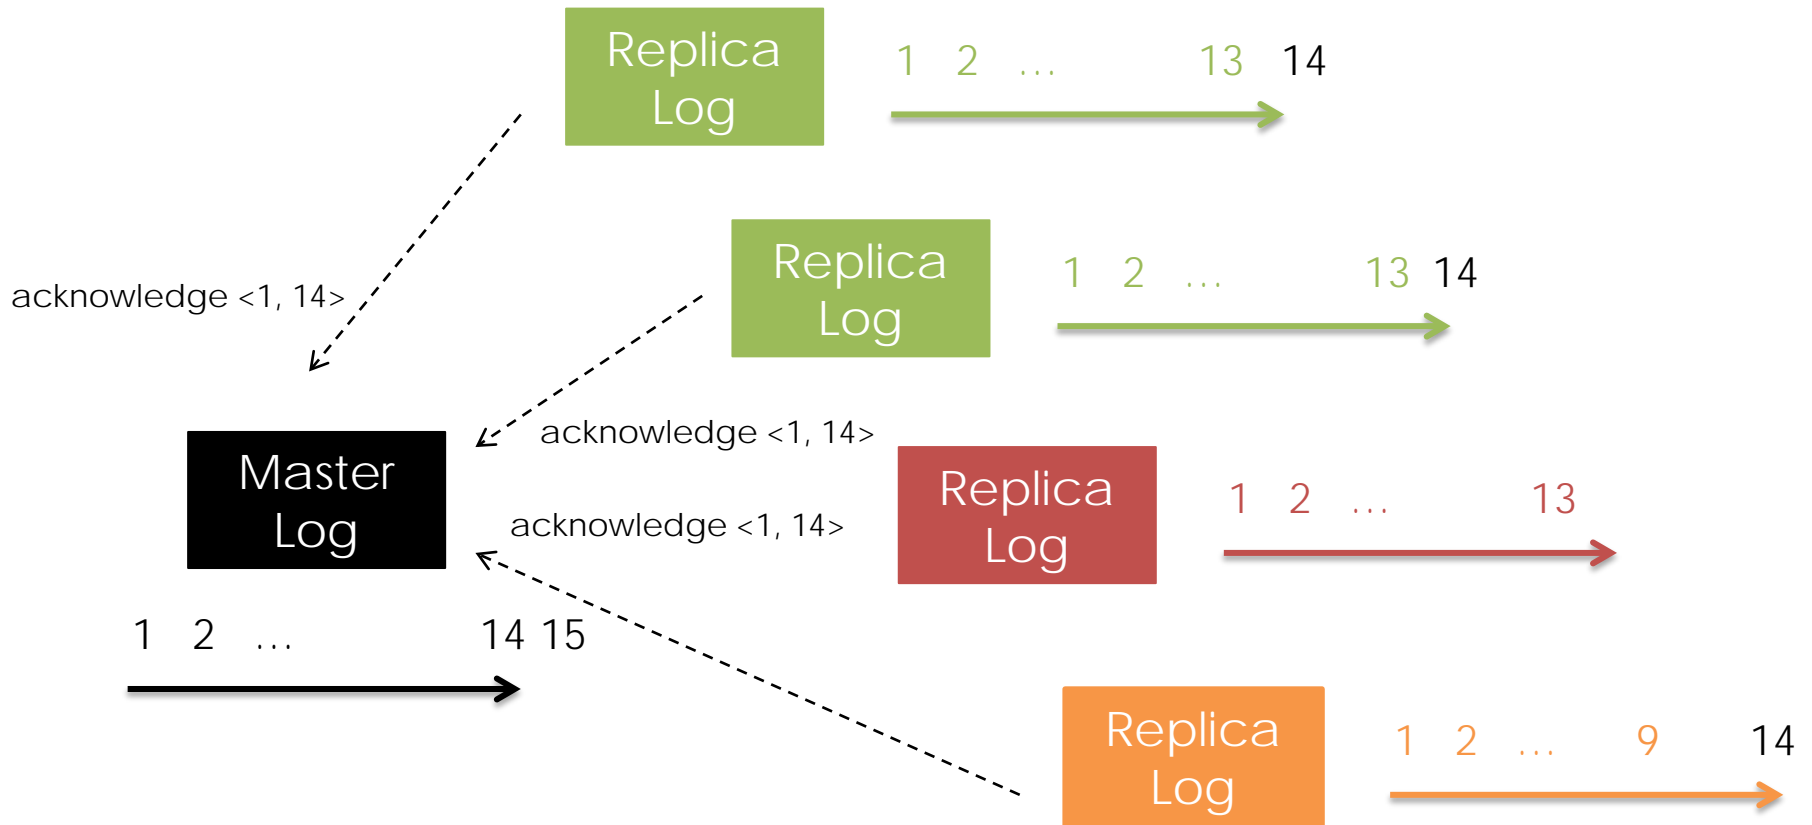 Replica
Log
1 2 ... 13 14
Replica
Log
1 2 ... 13 14
acknowledge <1, 14>
acknowledge <1, 14>
Master
Log
Replica
Log
1 2 ... 13
acknowledge <1, 14>
1 2 ... 14 15
Replica
Log
1 2 ... 9 14